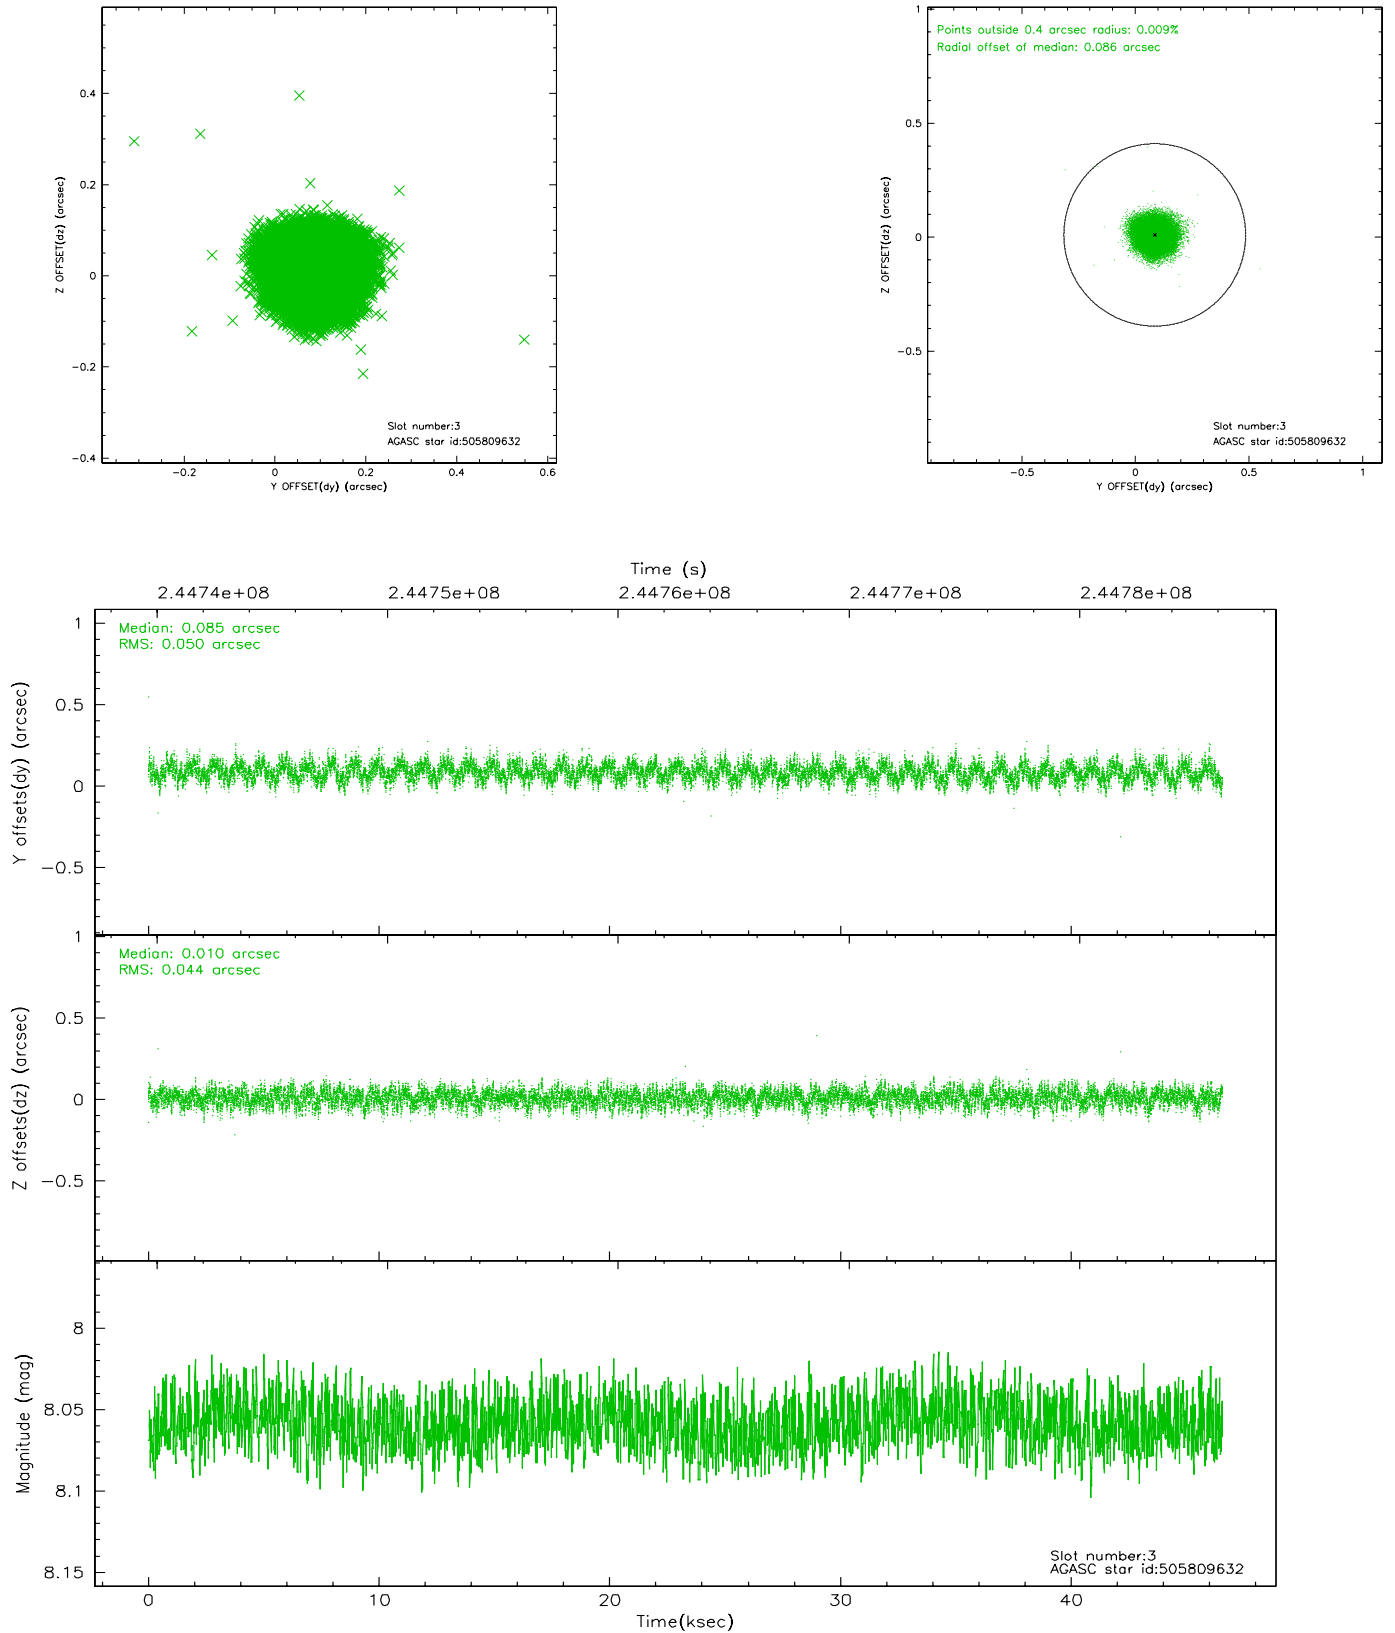 0.4
0.2
0
−0.2
−0.4
Z OFFSET(dz) (arcsec)
Slot number:3
AGASC star id:505809632
−0.2 0 0.2 0.4 0.6
Y OFFSET(dy) (arcsec)
Points outside 0.4 arcsec radius: 0.009%
Radial offset of median: 0.086 arcsec
1
0.5
0
−0.5
Z OFFSET(dz) (arcsec)
Slot number:3
AGASC star id:505809632
−0.5 0 0.5 1
Y OFFSET(dy) (arcsec)
Time (s)
2.4474e+08 2.4475e+08 2.4476e+08 2.4477e+08 2.4478e+08
Median: 0.085 arcsec
RMS: 0.050 arcsec
1
0.5
0
−0.5
Y offsets(dy) (arcsec)
Median: 0.010 arcsec
RMS: 0.044 arcsec
1
0.5
0
−0.5
Z offsets(dz) (arcsec)
8
8.05
8.1
8.15
Magnitude (mag)
Slot number:3
AGASC star id:505809632
0 10 20 30 40
Time(ksec)